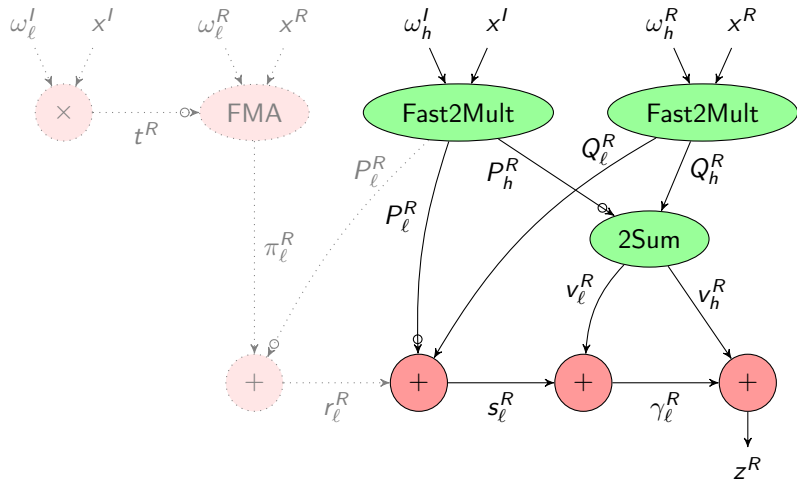 ω_ℓ^I x^I ω_ℓ^R x^R ω_h^I x^I ω_h^R x^R
× FMA Fast2Mult Fast2Mult
t^R
P_ℓ^R P_h^R Q_ℓ^R Q_h^R
P_ℓ^R
π_ℓ^R 2Sum
v_ℓ^R v_h^R
+ + + +
r_ℓ^R s_ℓ^R γ_ℓ^R
z^R